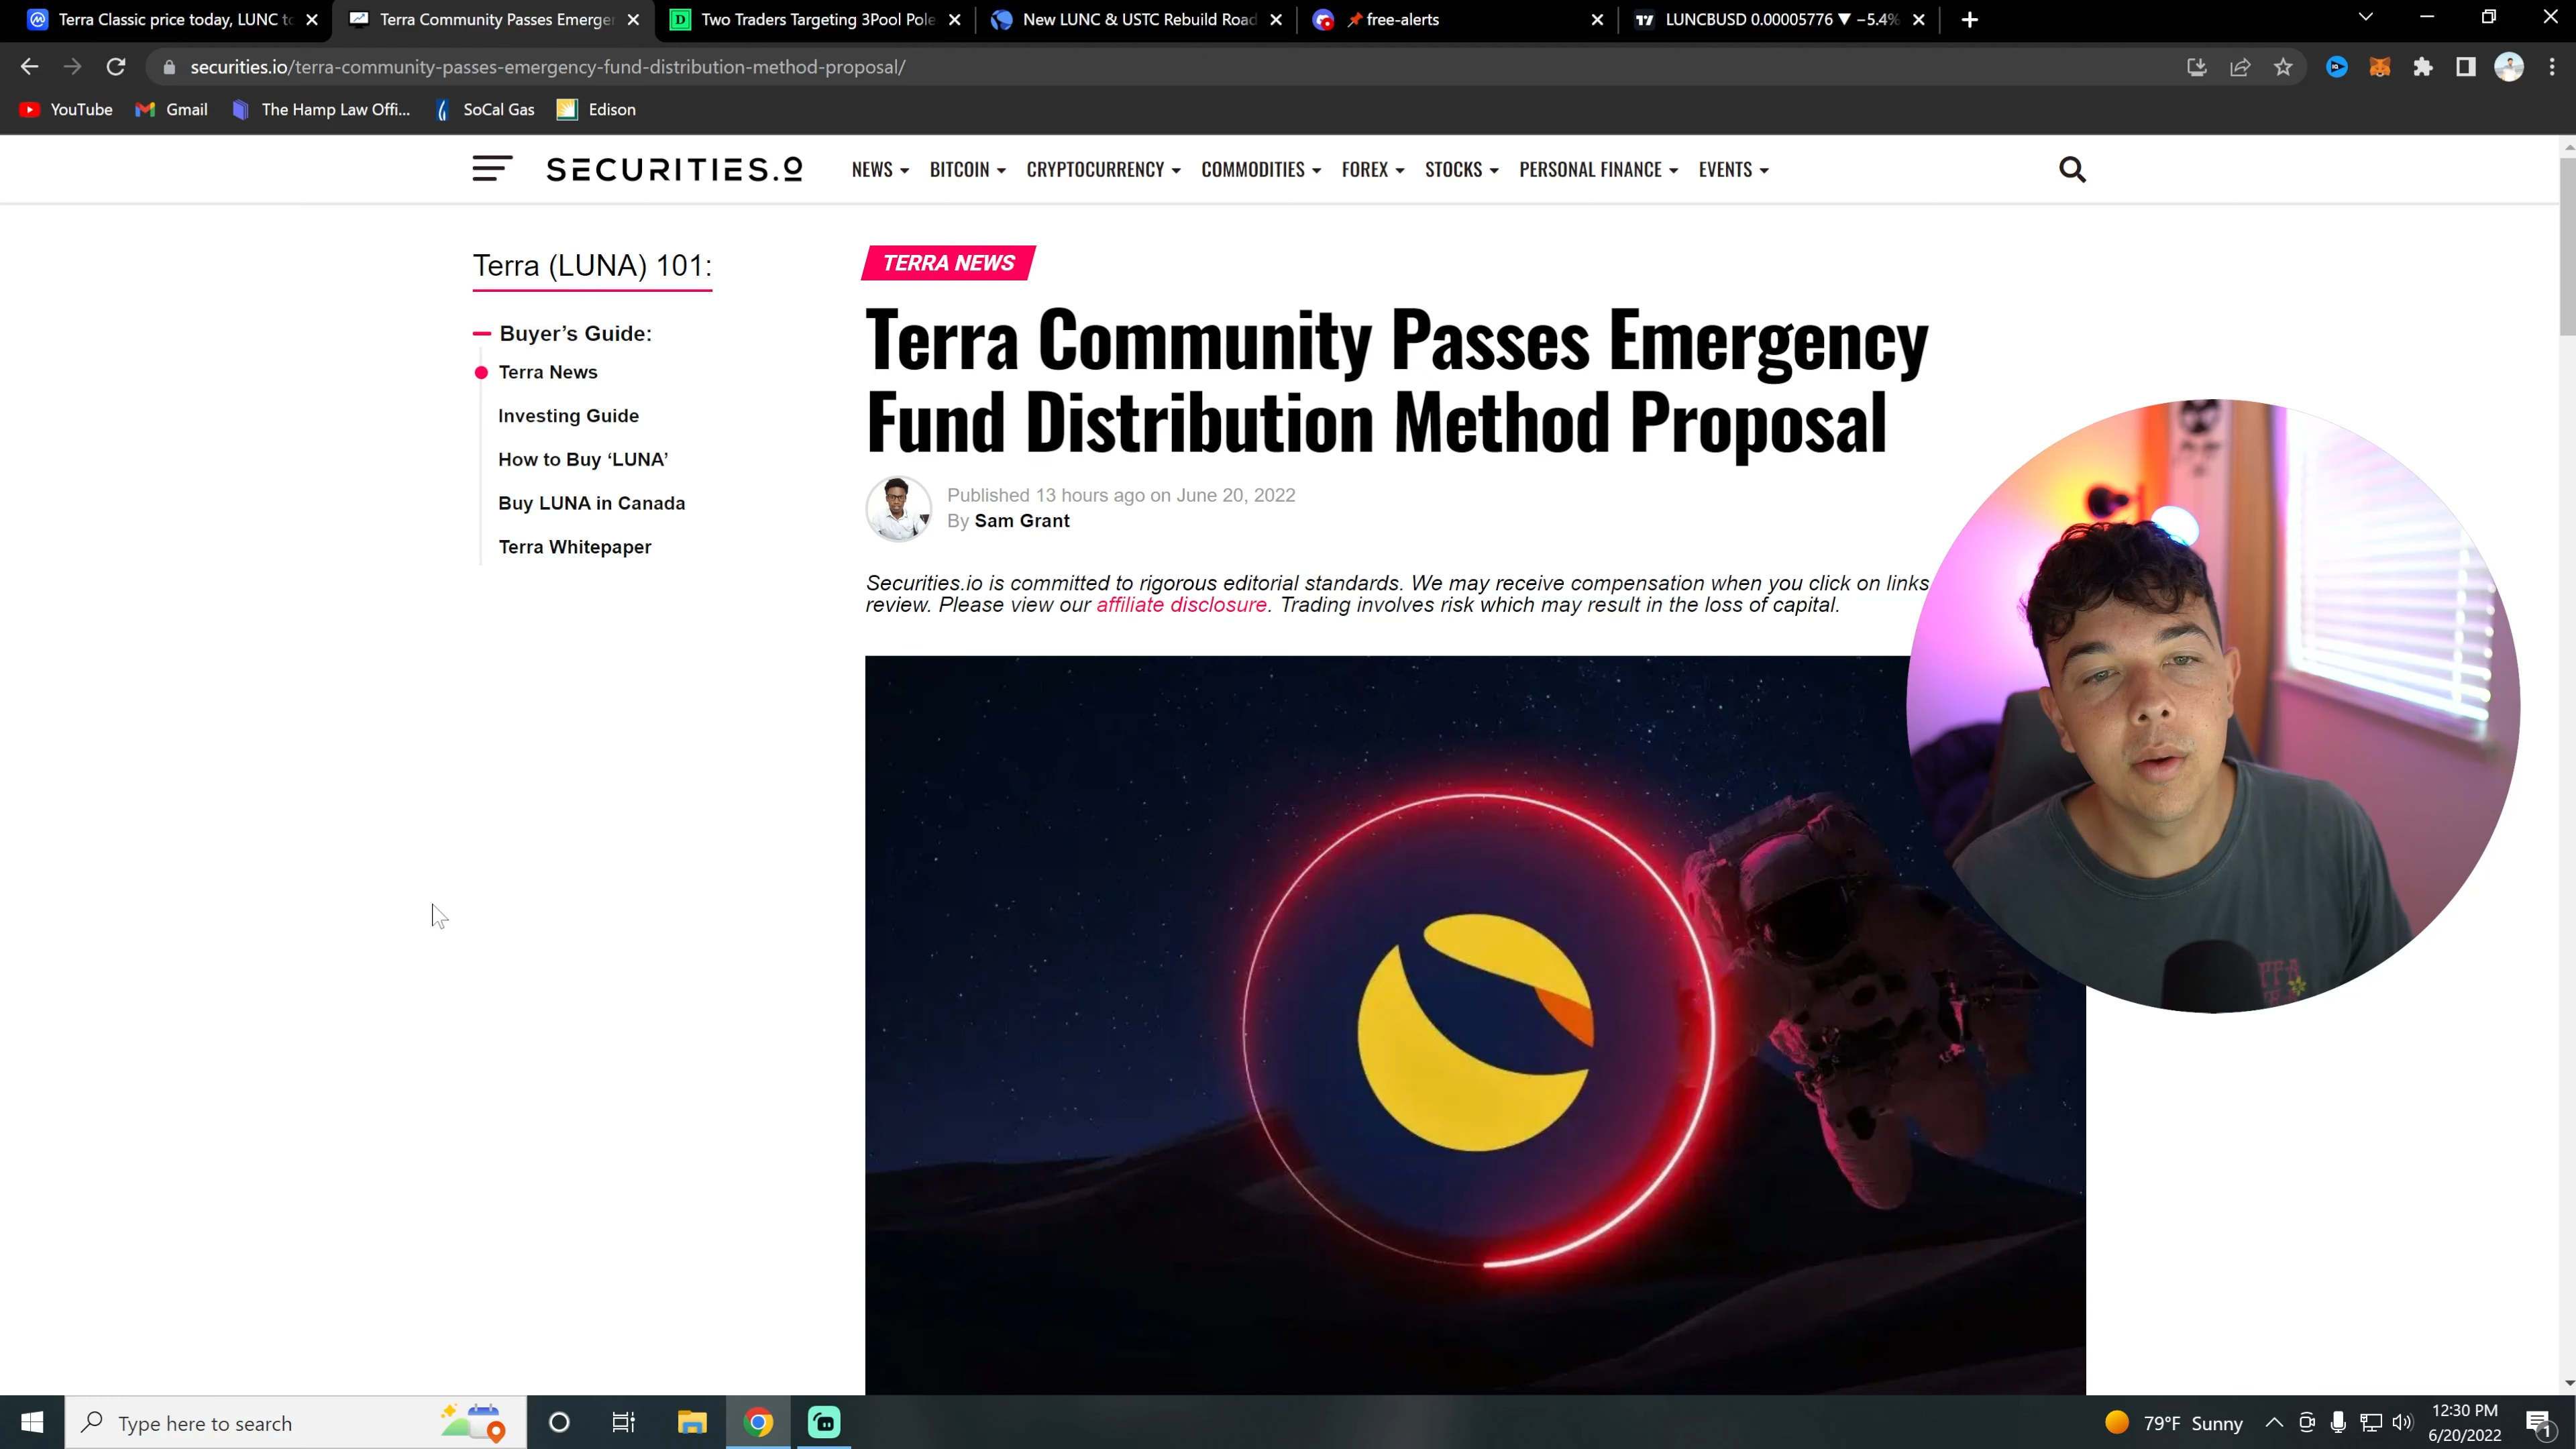 Terra Classic price today, LUNC to
Terra Community Passes Emerge
Two Traders Targeting 3Pool Pole
New LUNC & USTC Rebuild Road
free-alerts
LUNCBUSD 0.00005776 ▼ −5.4%
securities.io/terra-community-passes-emergency-fund-distribution-method-proposal/
YouTube
Gmail
The Hamp Law Offi...
SoCal Gas
Edison
SECURITIES.IO
NEWS
BITCOIN
CRYPTOCURRENCY
COMMODITIES
FOREX
STOCKS
PERSONAL FINANCE
EVENTS
Terra (LUNA) 101:
Buyer's Guide:
Terra News
Investing Guide
How to Buy ‘LUNA’
Buy LUNA in Canada
Terra Whitepaper
TERRA NEWS
Terra Community Passes Emergency
Fund Distribution Method Proposal
Published 13 hours ago on June 20, 2022
By Sam Grant
Securities.io is committed to rigorous editorial standards. We may receive compensation when you click on links
review. Please view our affiliate disclosure. Trading involves risk which may result in the loss of capital.
Type here to search
79°F Sunny
12:30 PM
6/20/2022
1